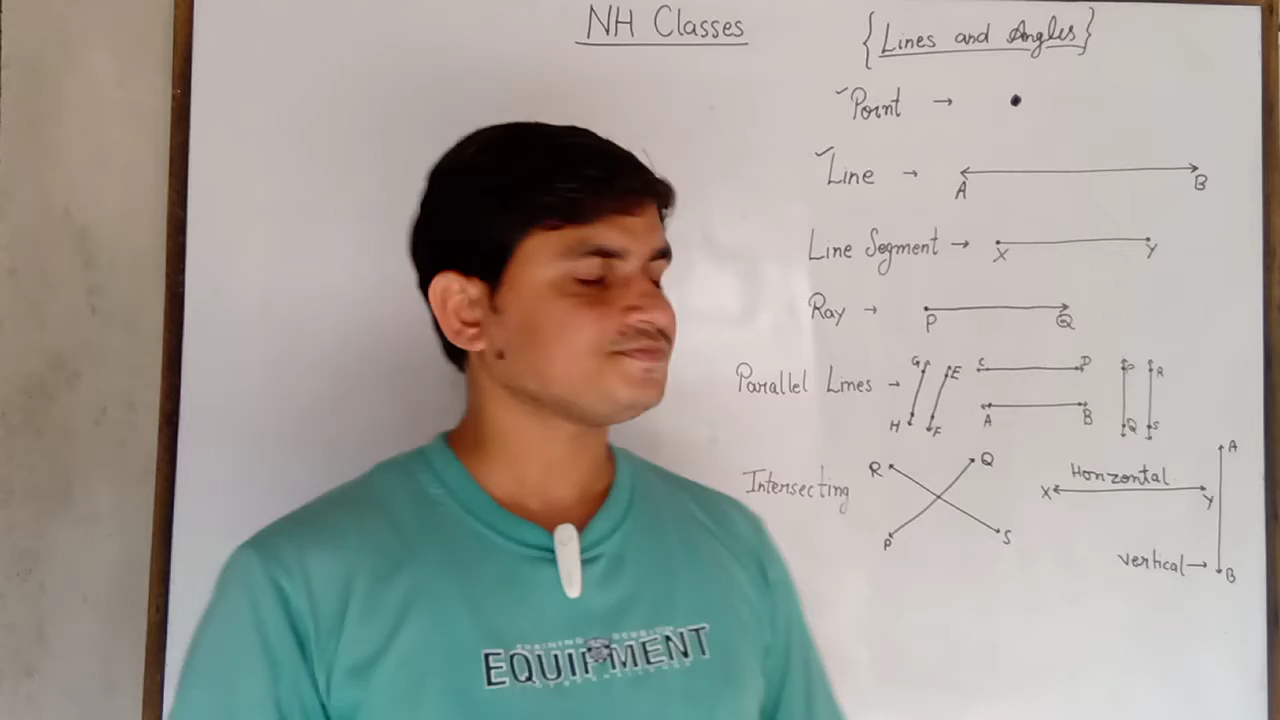 NH Classes
{Lines and Angles}
Point →
Line → A B
Line Segment → X Y
Ray → P Q
Parallel Lines → G H E F C D A B P Q R S
Intersecting R Q P S
Horizontal X Y
A
vertical → B
EQUIPMENT